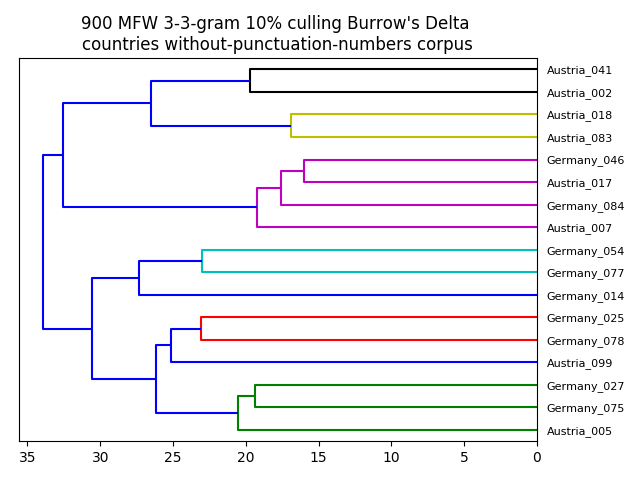 900 MFW 3-3-gram 10% culling Burrow's Delta
countries without-punctuation-numbers corpus
Austria_041
Austria_002
Austria_018
Austria_083
Germany_046
Austria_017
Germany_084
Austria_007
Germany_054
Germany_077
Germany_014
Germany_025
Germany_078
Austria_099
Germany_027
Germany_075
Austria_005
35 30 25 20 15 10 5 0